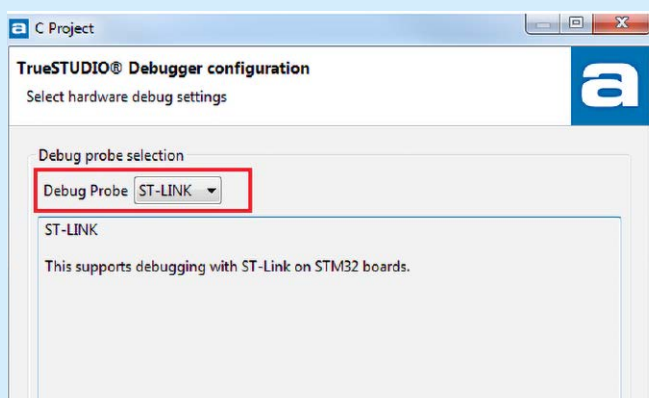 C Project
TrueSTUDIO® Debugger configuration
Select hardware debug settings
Debug probe selection
Debug Probe ST-LINK
ST-LINK
This supports debugging with ST-Link on STM32 boards.